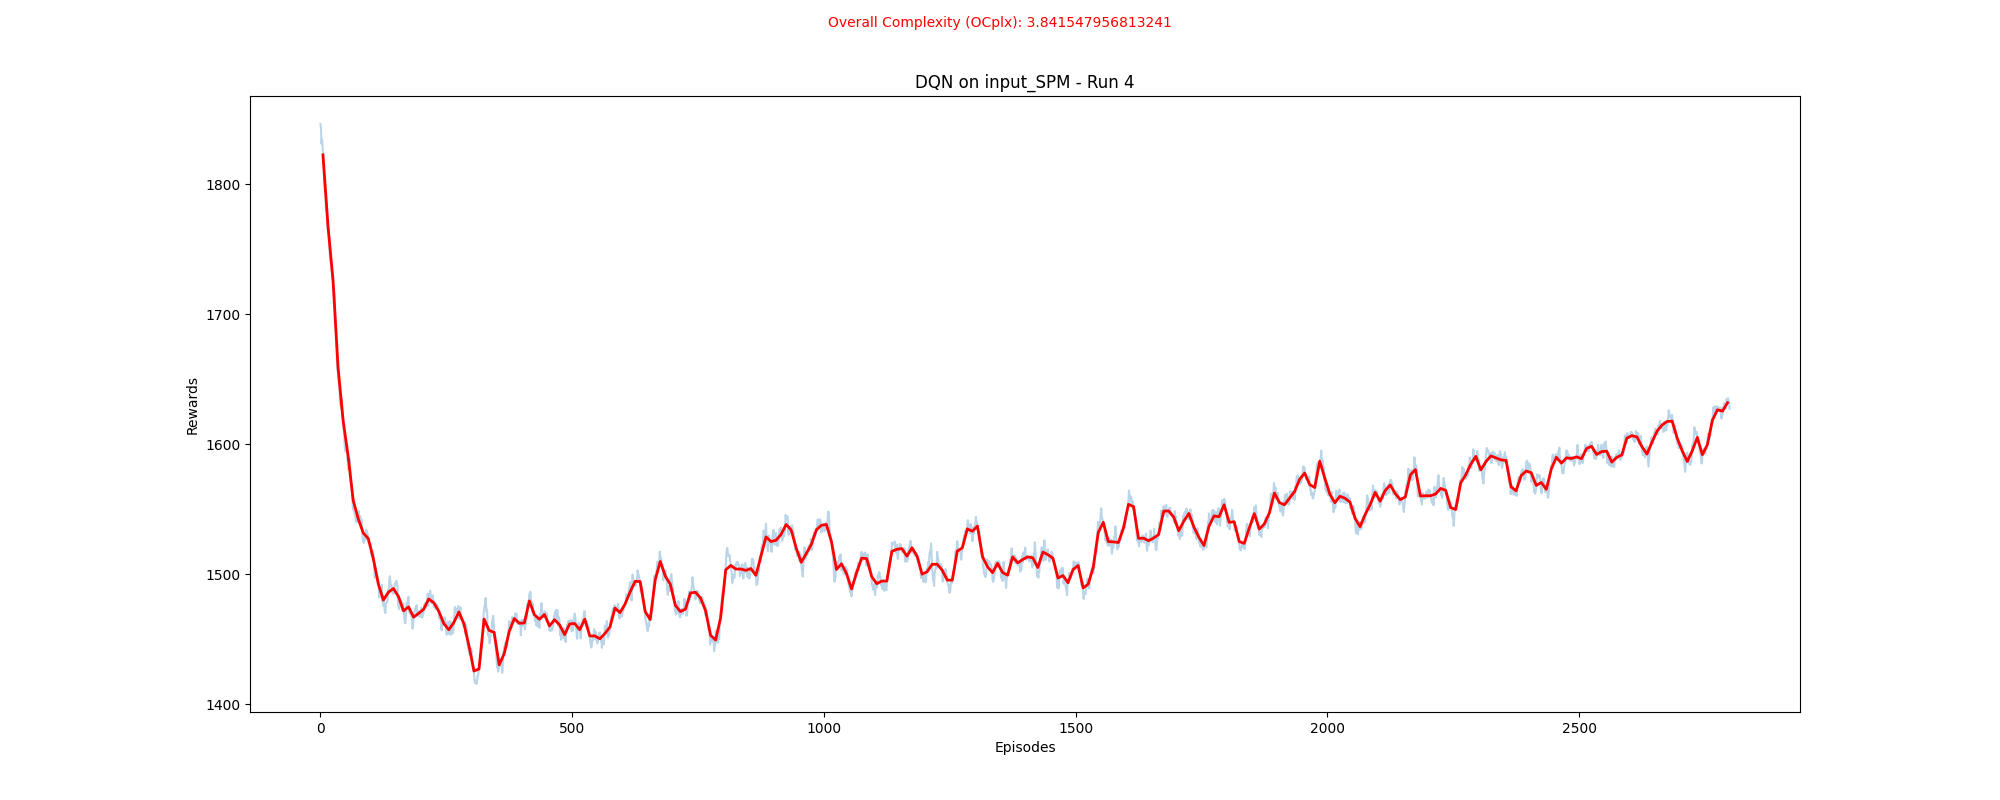 Overall Complexity (OCplx): 3.841547956813241
DQN on input_SPM - Run 4
Rewards
1800
1700
1600
1500
1400
0
500
1000
1500
2000
2500
Episodes